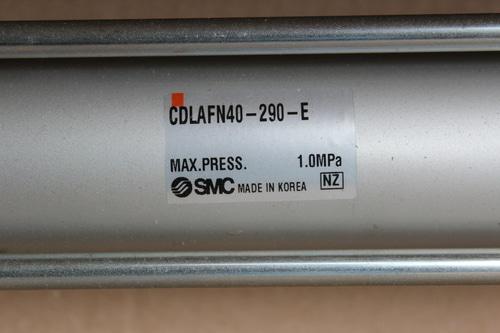 CDLAFN40-290-E
MAX.PRESS. 1.0MPa
SMC MADE IN KOREA NZ